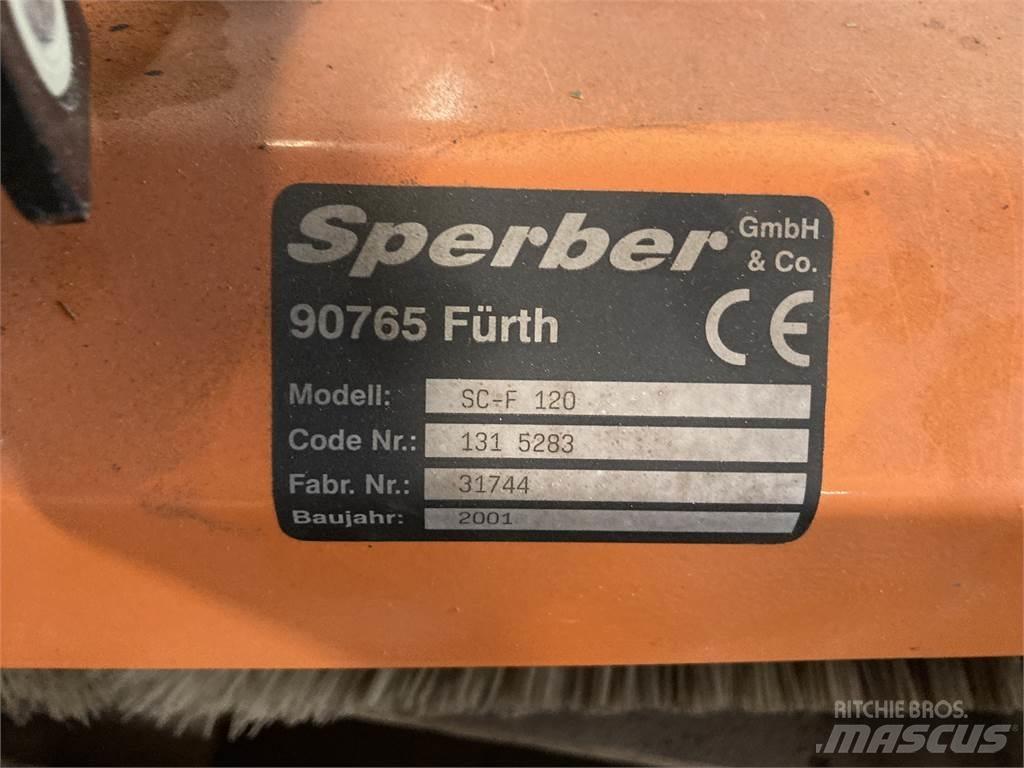 Sperber GmbH & Co.
90765 Fürth CE
Modell: SC-F 120
Code Nr.: 131 5283
Fabr. Nr.: 31744
Baujahr: 2001
RITCHIE BROS.
MASCUS